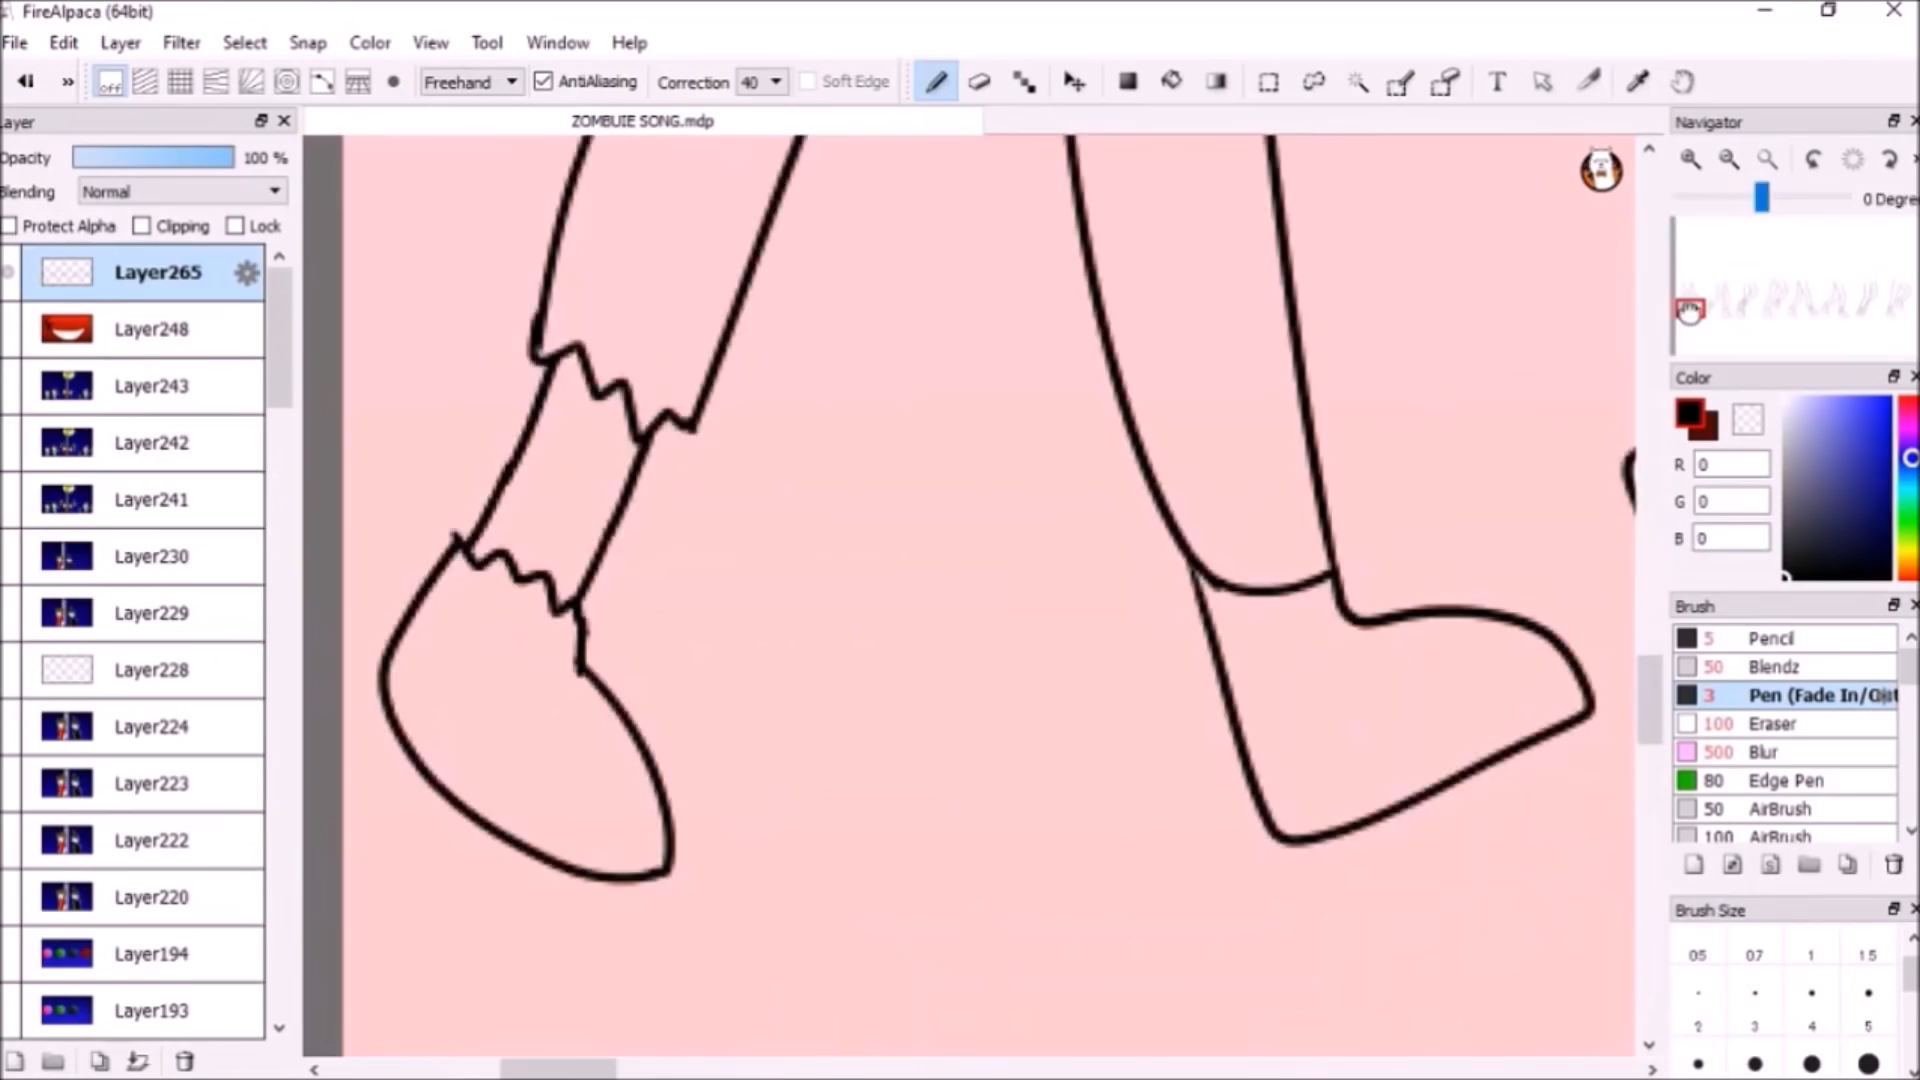 FireAlpaca (64bit)
File Edit Layer Filter Select Snap Color View Tool Window Help
off Freehand AntiAliasing Correction 40 Soft Edge T
Layer
ZOMBUIE SONG.mdp
Navigator
Opacity 100 %
Blending Normal
Protect Alpha Clipping Lock
0 Degre
Layer265
Layer248
Layer243
Layer242
Layer241
Layer230
Layer229
Layer228
Layer224
Layer223
Layer222
Layer220
Layer194
Layer193
Color
R 0
G 0
B 0
Brush
5 Pencil
50 Blendz
3 Pen (Fade In/Out
100 Eraser
500 Blur
80 Edge Pen
50 AirBrush
100 AirBrush
Brush Size
05 07 1 15
2 3 4 5